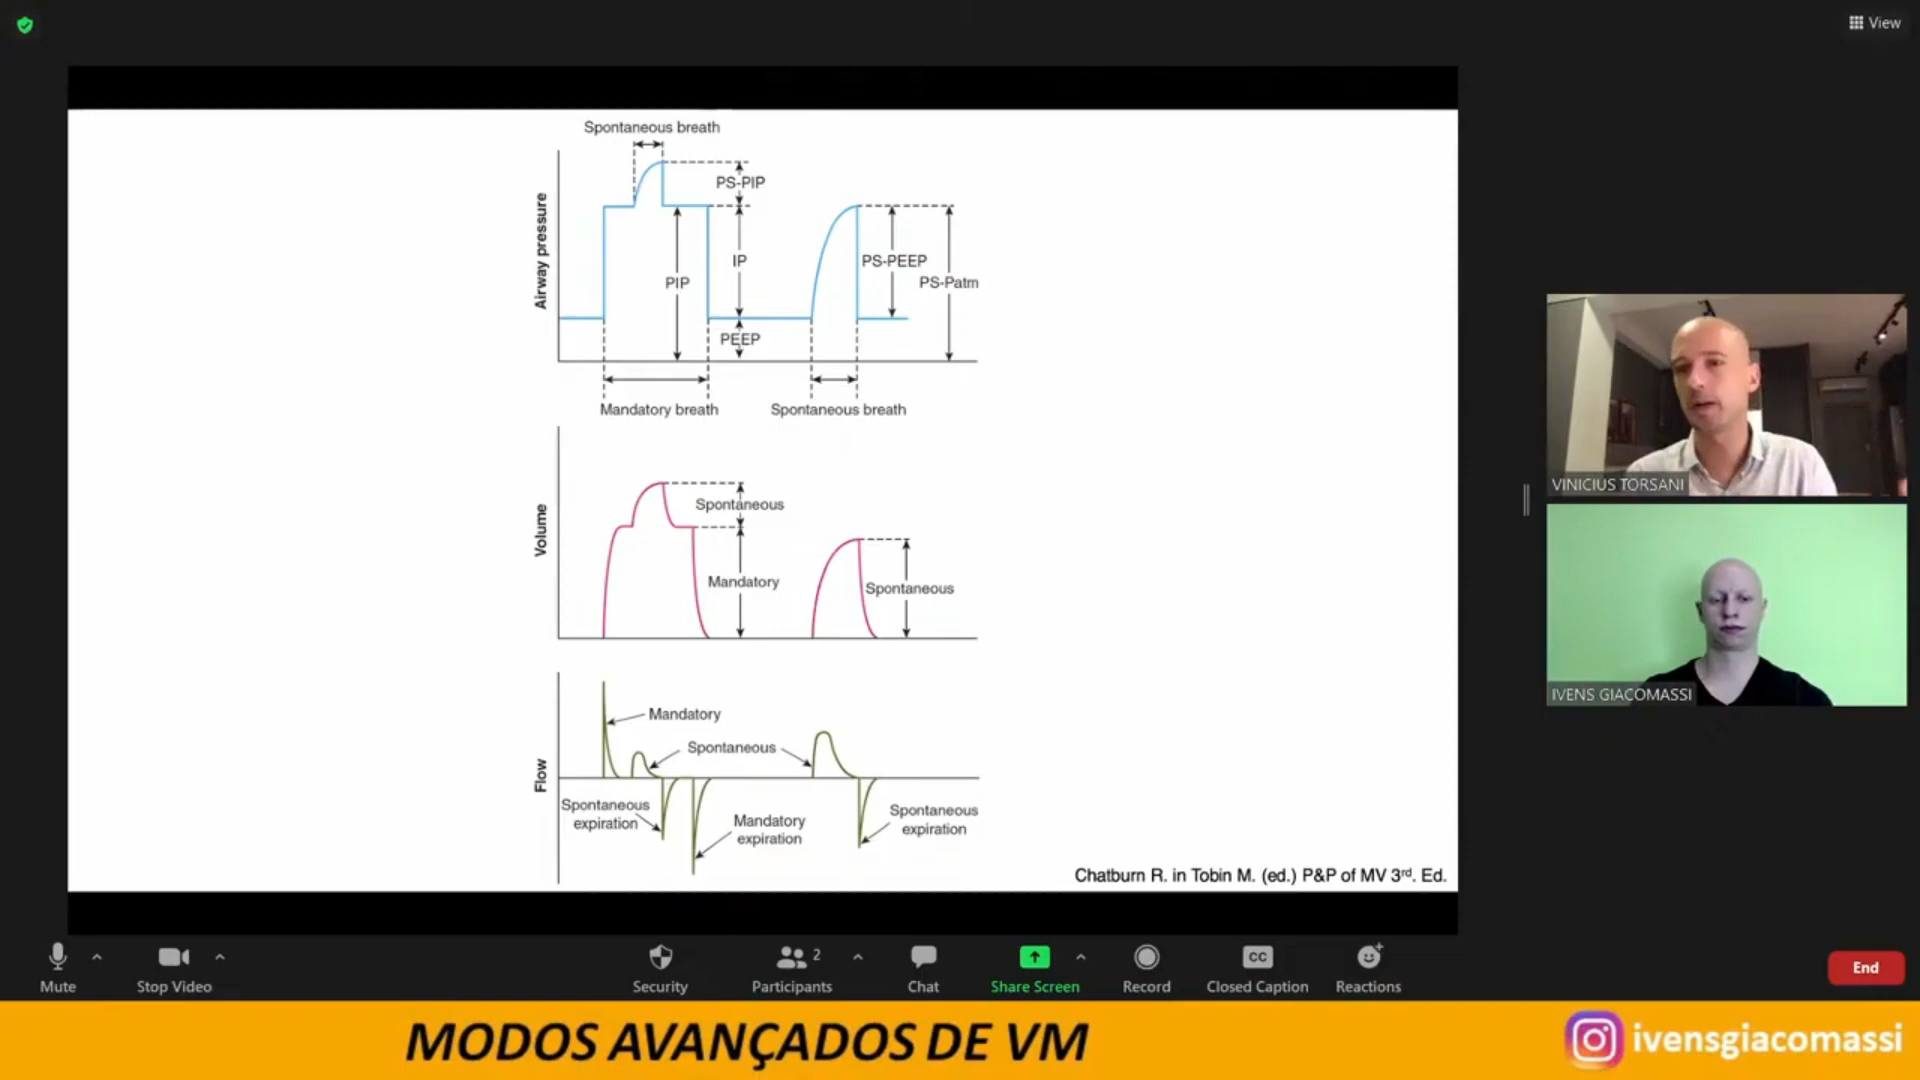 View
Spontaneous breath
Airway pressure
PS-PIP
IP
PIP
PS-PEEP
PS-Patm
PEEP
Mandatory breath
Spontaneous breath
Volume
Spontaneous
Mandatory
Spontaneous
Flow
Mandatory
Spontaneous
Spontaneous
expiration
Mandatory
expiration
Spontaneous
expiration
Chatburn R. in Tobin M. (ed.) P&P of MV 3rd. Ed.
VINICIUS TORSANI
IVENS GIACOMASSI
Mute
Stop Video
Security
2
Participants
Chat
Share Screen
Record
CC
Closed Caption
Reactions
End
MODOS AVANÇADOS DE VM
ivensgiacomassi